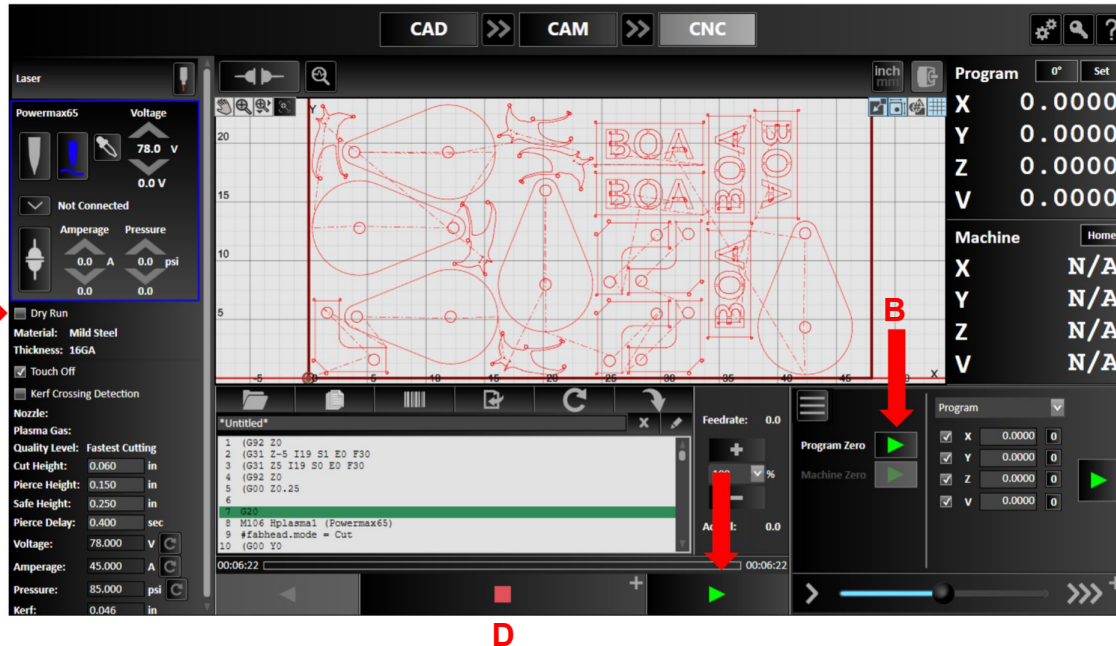 CAD >> CAM >> CNC
Laser
inch
mm
Program 0° Set
X 0.0000
Y 0.0000
Z 0.0000
V 0.0000
Machine Home
X N/A
Y N/A
Z N/A
V N/A
Powermax65 Voltage
78.0 V
0.0 V
Not Connected
Amperage Pressure
0.0 A 0.0 psi
0.0 0.0
Dry Run
Material: Mild Steel
Thickness: 16GA
Touch Off
Kerf Crossing Detection
Nozzle:
Plasma Gas:
Quality Level: Fastest Cutting
Cut Height: 0.060 in
Pierce Height: 0.150 in
Safe Height: 0.250 in
Pierce Delay: 0.400 sec
Voltage: 78.000 V
Amperage: 45.000 A
Pressure: 85.000 psi
Kerf: 0.046 in
Y
20
15
10
5
-5 0 5 10 15 20 25 30 35 40 45 X
BOA
BOA
BOA
BOA
BOA
B
*Untitled* X
1 (G92 Z0
2 (G31 Z-5 I19 S1 E0 F30
3 (G31 Z5 I19 S0 E0 F30
4 (G92 Z0
5 (G00 Z0.25
6
7 G20
8 M106 Hplasma1 (Powermax65)
9 #fabhead.mode = Cut
10 (G00 Y0
00:06:22 00:06:22
Feedrate: 0.0
%
0.0
Program Zero
Machine Zero
Program
X 0.0000 0
Y 0.0000 0
Z 0.0000 0
V 0.0000 0
D